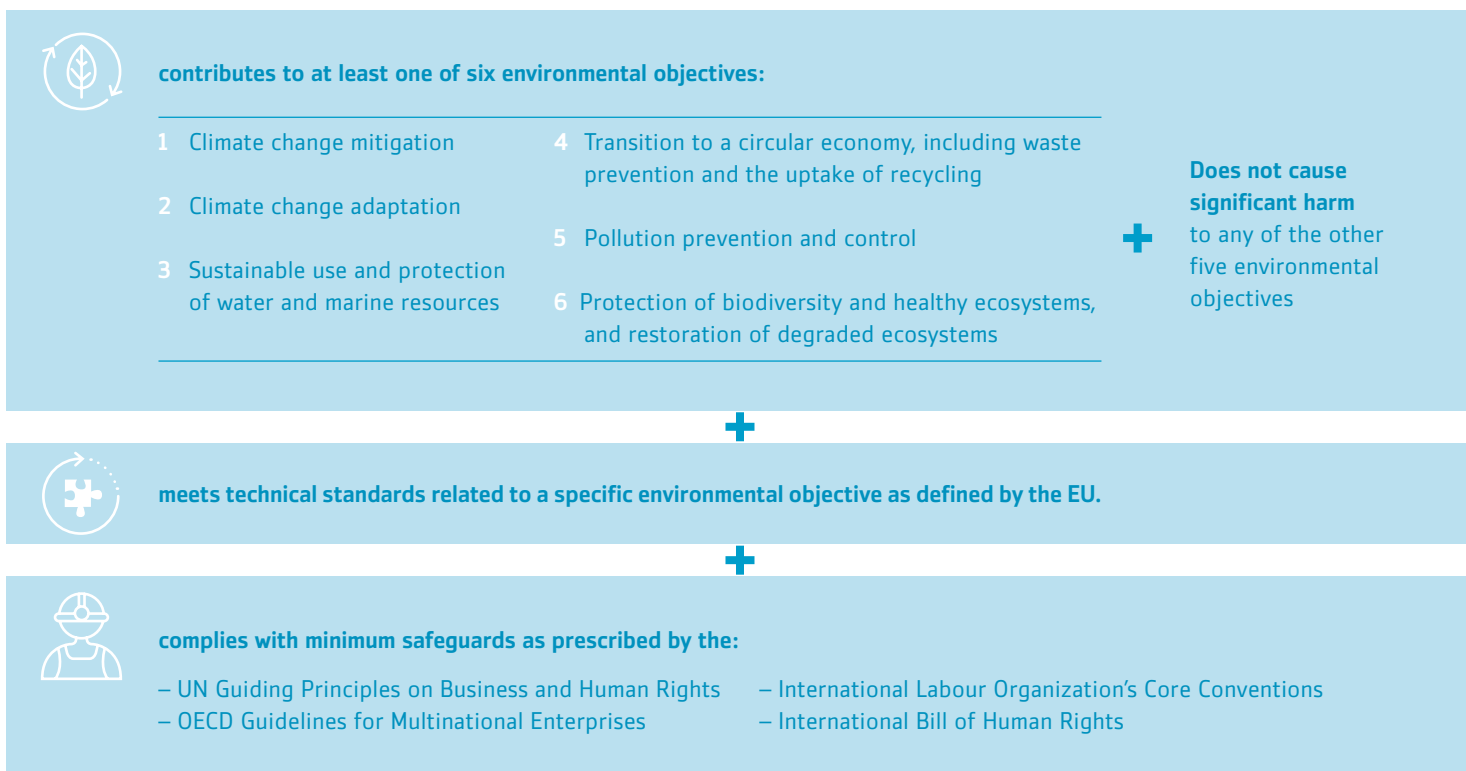 contributes to at least one of six environmental objectives:
1 Climate change mitigation
2 Climate change adaptation
3 Sustainable use and protection
of water and marine resources
4 Transition to a circular economy, including waste
prevention and the uptake of recycling
5 Pollution prevention and control
6 Protection of biodiversity and healthy ecosystems,
and restoration of degraded ecosystems
+
Does not cause
significant harm
to any of the other
five environmental
objectives
+
meets technical standards related to a specific environmental objective as defined by the EU.
+
complies with minimum safeguards as prescribed by the:
– UN Guiding Principles on Business and Human Rights
– OECD Guidelines for Multinational Enterprises
– International Labour Organization's Core Conventions
– International Bill of Human Rights